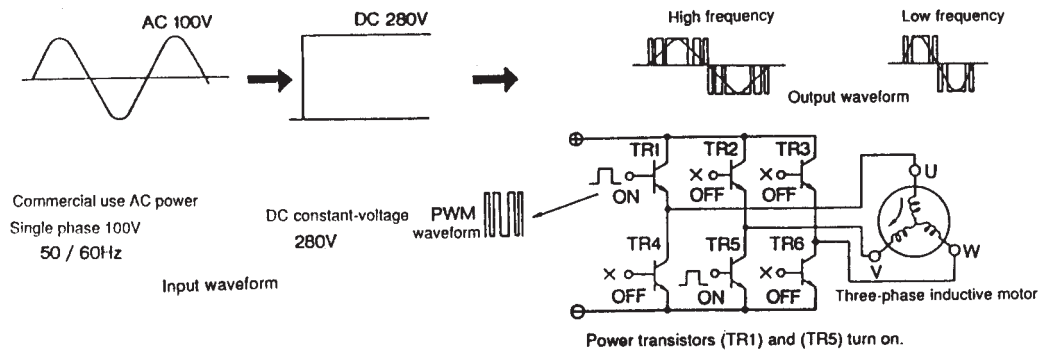 AC 100V
DC 280V
High frequency
Low frequency
Output waveform
Commercial use AC power
Single phase 100V
50 / 60Hz
Input waveform
DC constant-voltage
280V
PWM
waveform
⊕
TR1
TR2
TR3
ON
× OFF
× OFF
U
TR4
TR5
TR6
× OFF
ON
× OFF
V
W
⊖
Three-phase inductive motor
Power transistors (TR1) and (TR5) turn on.